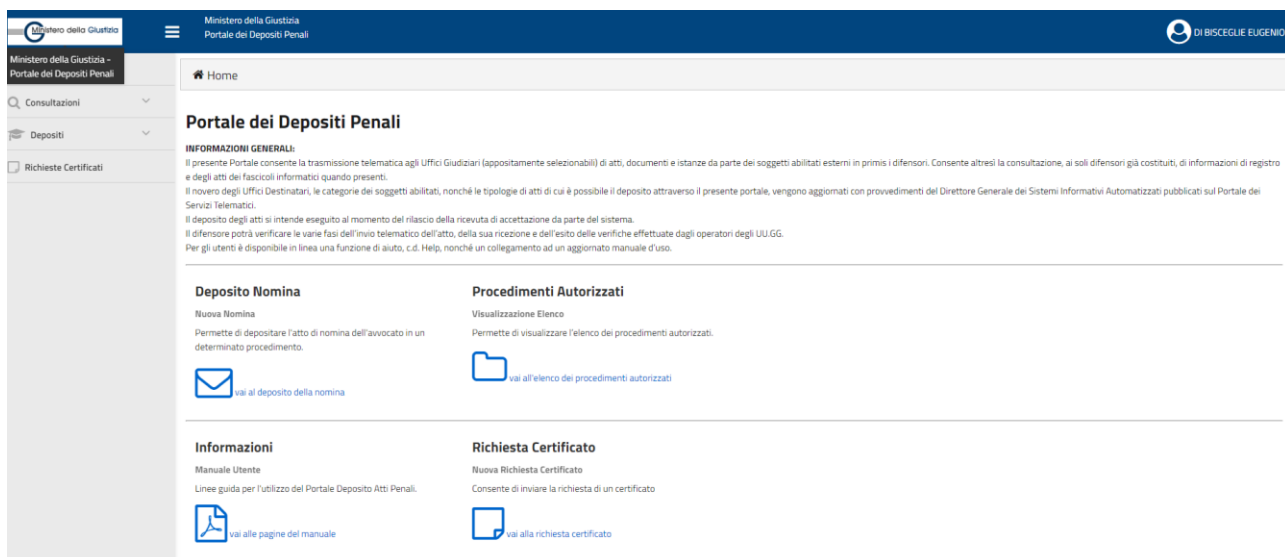 Ministero della Giustizia
Ministero della Giustizia
Portale dei Depositi Penali
DI BISCEGLIE EUGENIO
Ministero della Giustizia -
Portale dei Depositi Penali
Home
Consultazioni
Depositi
Richieste Certificati
Portale dei Depositi Penali
INFORMAZIONI GENERALI:
Il presente Portale consente la trasmissione telematica agli Uffici Giudiziari (appositamente selezionabili) di atti, documenti e istanze da parte dei soggetti abilitati esterni in primis i difensori. Consente altresì la consultazione, ai soli difensori già costituiti, di informazioni di registro
e degli atti dei fascicoli informatici quando presenti.
Il novero degli Uffici Destinatari, le categorie dei soggetti abilitati, nonché le tipologie di atti di cui è possibile il deposito attraverso il presente portale, vengono aggiornati con provvedimenti del Direttore Generale dei Sistemi Informativi Automatizzati pubblicati sul Portale dei
Servizi Telematici.
Il deposito degli atti si intende eseguito al momento del rilascio della ricevuta di accettazione da parte del sistema.
Il difensore potrà verificare le varie fasi dell'invio telematico dell'atto, della sua ricezione e dell'esito delle verifiche effettuate dagli operatori degli UU.GG.
Per gli utenti è disponibile in linea una funzione di aiuto, c.d. Help, nonché un collegamento ad un aggiornato manuale d'uso.
Deposito Nomina
Nuova Nomina
Permette di depositare l'atto di nomina dell'avvocato in un
determinato procedimento.
vai al deposito della nomina
Procedimenti Autorizzati
Visualizzazione Elenco
Permette di visualizzare l'elenco dei procedimenti autorizzati.
vai all'elenco dei procedimenti autorizzati
Informazioni
Manuale Utente
Linee guida per l'utilizzo del Portale Deposito Atti Penali.
vai alle pagine del manuale
Richiesta Certificato
Nuova Richiesta Certificato
Consente di inviare la richiesta di un certificato
vai alla richiesta certificato